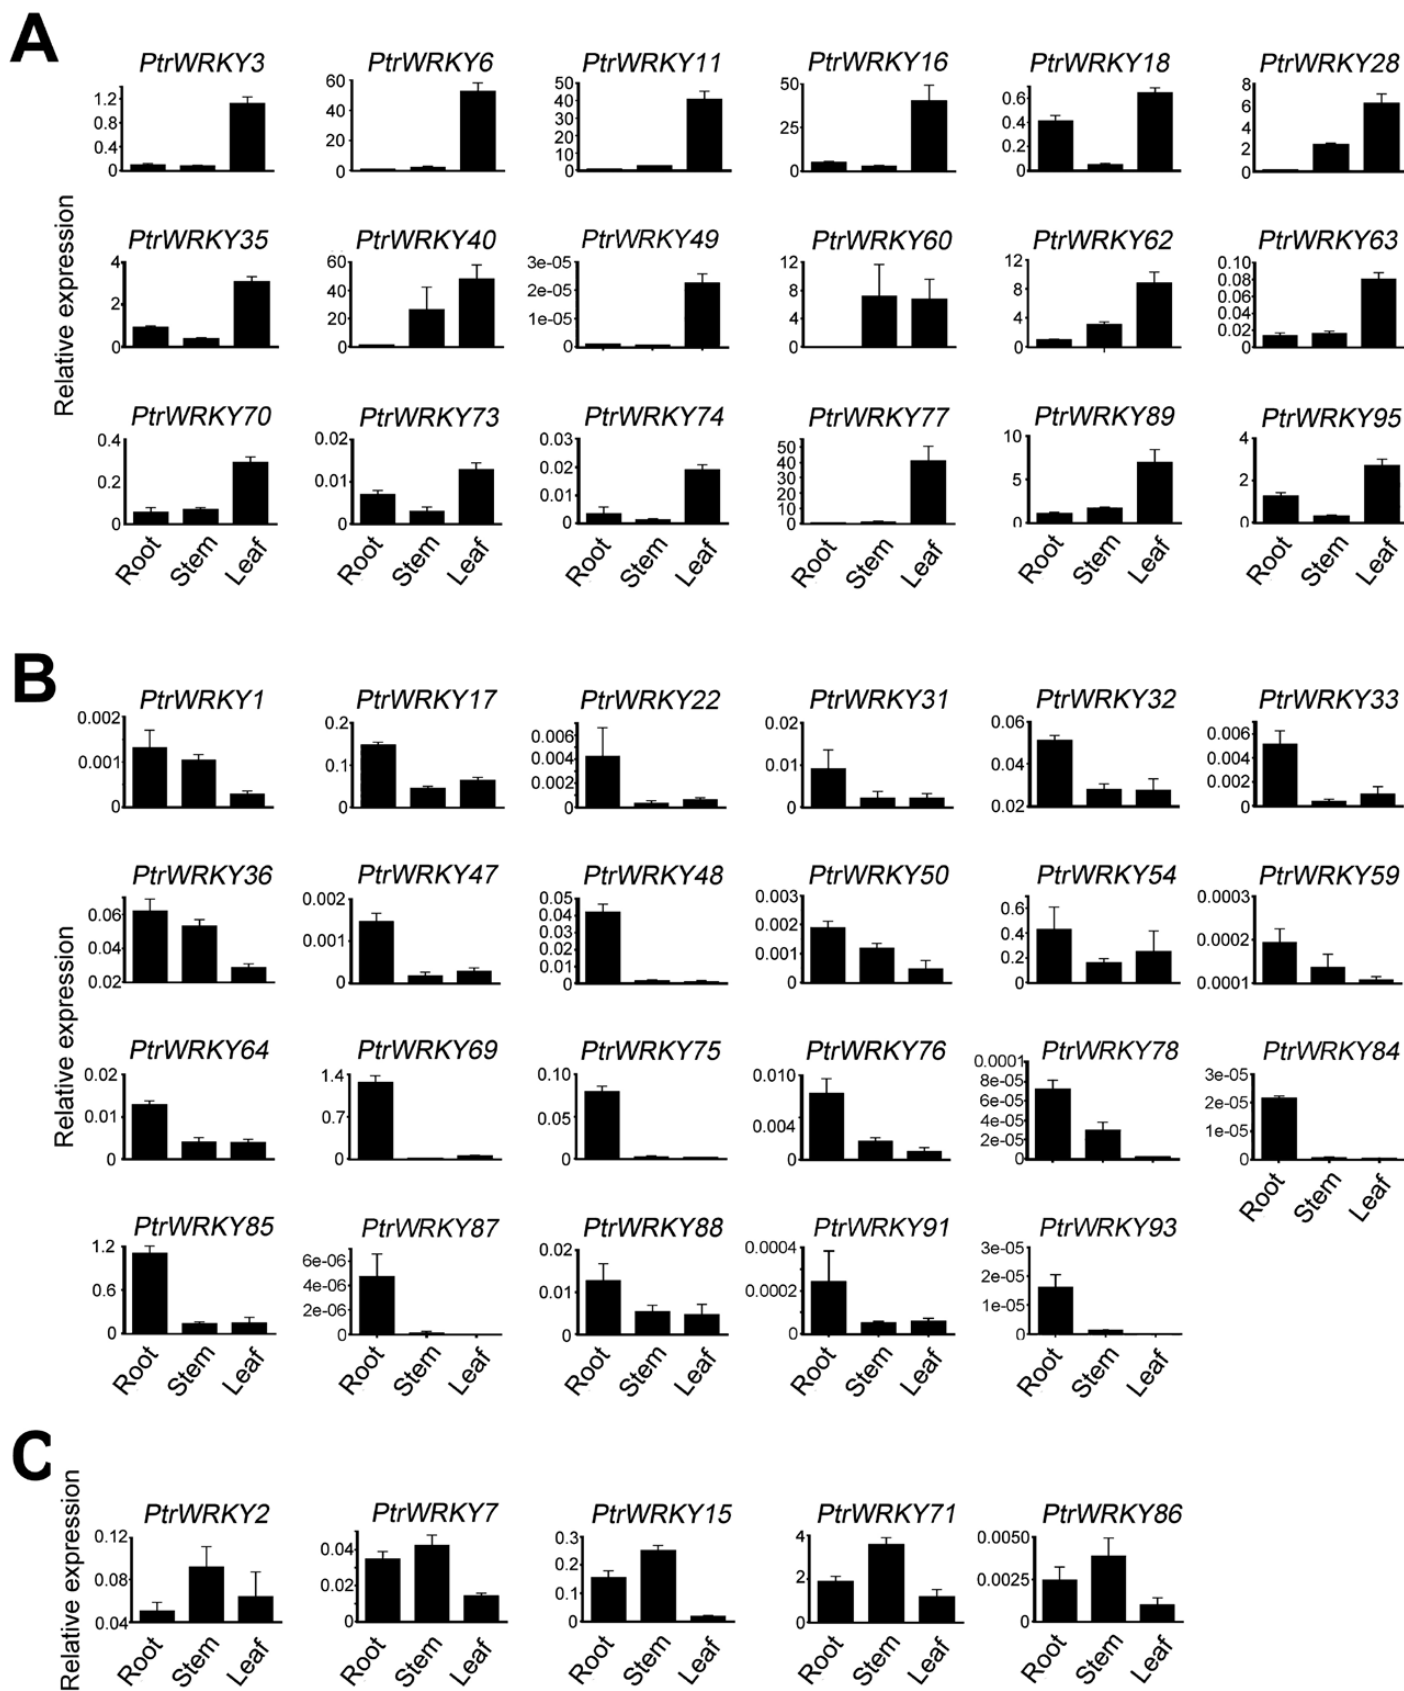 A
PtrWRKY3 PtrWRKY6 PtrWRKY11 PtrWRKY16 PtrWRKY18 PtrWRKY28
1.2 0.8 0.4 0 60 40 20 0 50 40 30 20 10 0 50 25 0 0.6 0.4 0.2 0 8 6 4 2 0
Relative expression
PtrWRKY35 PtrWRKY40 PtrWRKY49 PtrWRKY60 PtrWRKY62 PtrWRKY63
4 2 0 60 40 20 0 3e-05 2e-05 1e-05 0 12 8 4 0 12 8 4 0 0.10 0.08 0.06 0.04 0.02 0
PtrWRKY70 PtrWRKY73 PtrWRKY74 PtrWRKY77 PtrWRKY89 PtrWRKY95
0.4 0.2 0 0.02 0.01 0 0.03 0.02 0.01 0 50 40 30 20 10 0 10 5 0 4 2 0
Root Stem Leaf Root Stem Leaf Root Stem Leaf Root Stem Leaf Root Stem Leaf Root Stem Leaf
B
PtrWRKY1 PtrWRKY17 PtrWRKY22 PtrWRKY31 PtrWRKY32 PtrWRKY33
0.002 0.001 0 0.2 0.1 0 0.006 0.004 0.002 0 0.02 0.01 0 0.06 0.04 0.02 0.006 0.004 0.002 0
Relative expression
PtrWRKY36 PtrWRKY47 PtrWRKY48 PtrWRKY50 PtrWRKY54 PtrWRKY59
0.06 0.04 0.02 0.002 0.001 0 0.05 0.04 0.03 0.02 0.01 0 0.003 0.002 0.001 0 0.6 0.4 0.2 0 0.0003 0.0002 0.0001
PtrWRKY64 PtrWRKY69 PtrWRKY75 PtrWRKY76 PtrWRKY78 PtrWRKY84
0.02 0.01 0 1.4 0.7 0 0.10 0.05 0 0.010 0.004 0 0.0001 8e-05 6e-05 4e-05 2e-05 0 3e-05 2e-05 1e-05 0
Root Stem Leaf
PtrWRKY85 PtrWRKY87 PtrWRKY88 PtrWRKY91 PtrWRKY93
1.2 0.6 0 6e-06 4e-06 2e-06 0 0.02 0.01 0 0.0004 0.0002 0 3e-05 2e-05 1e-05 0
Root Stem Leaf Root Stem Leaf Root Stem Leaf Root Stem Leaf Root Stem Leaf
C
Relative expression
PtrWRKY2 PtrWRKY7 PtrWRKY15 PtrWRKY71 PtrWRKY86
0.12 0.08 0.04 0.04 0.02 0 0.3 0.2 0.1 0 4 2 0 0.0050 0.0025 0
Root Stem Leaf Root Stem Leaf Root Stem Leaf Root Stem Leaf Root Stem Leaf